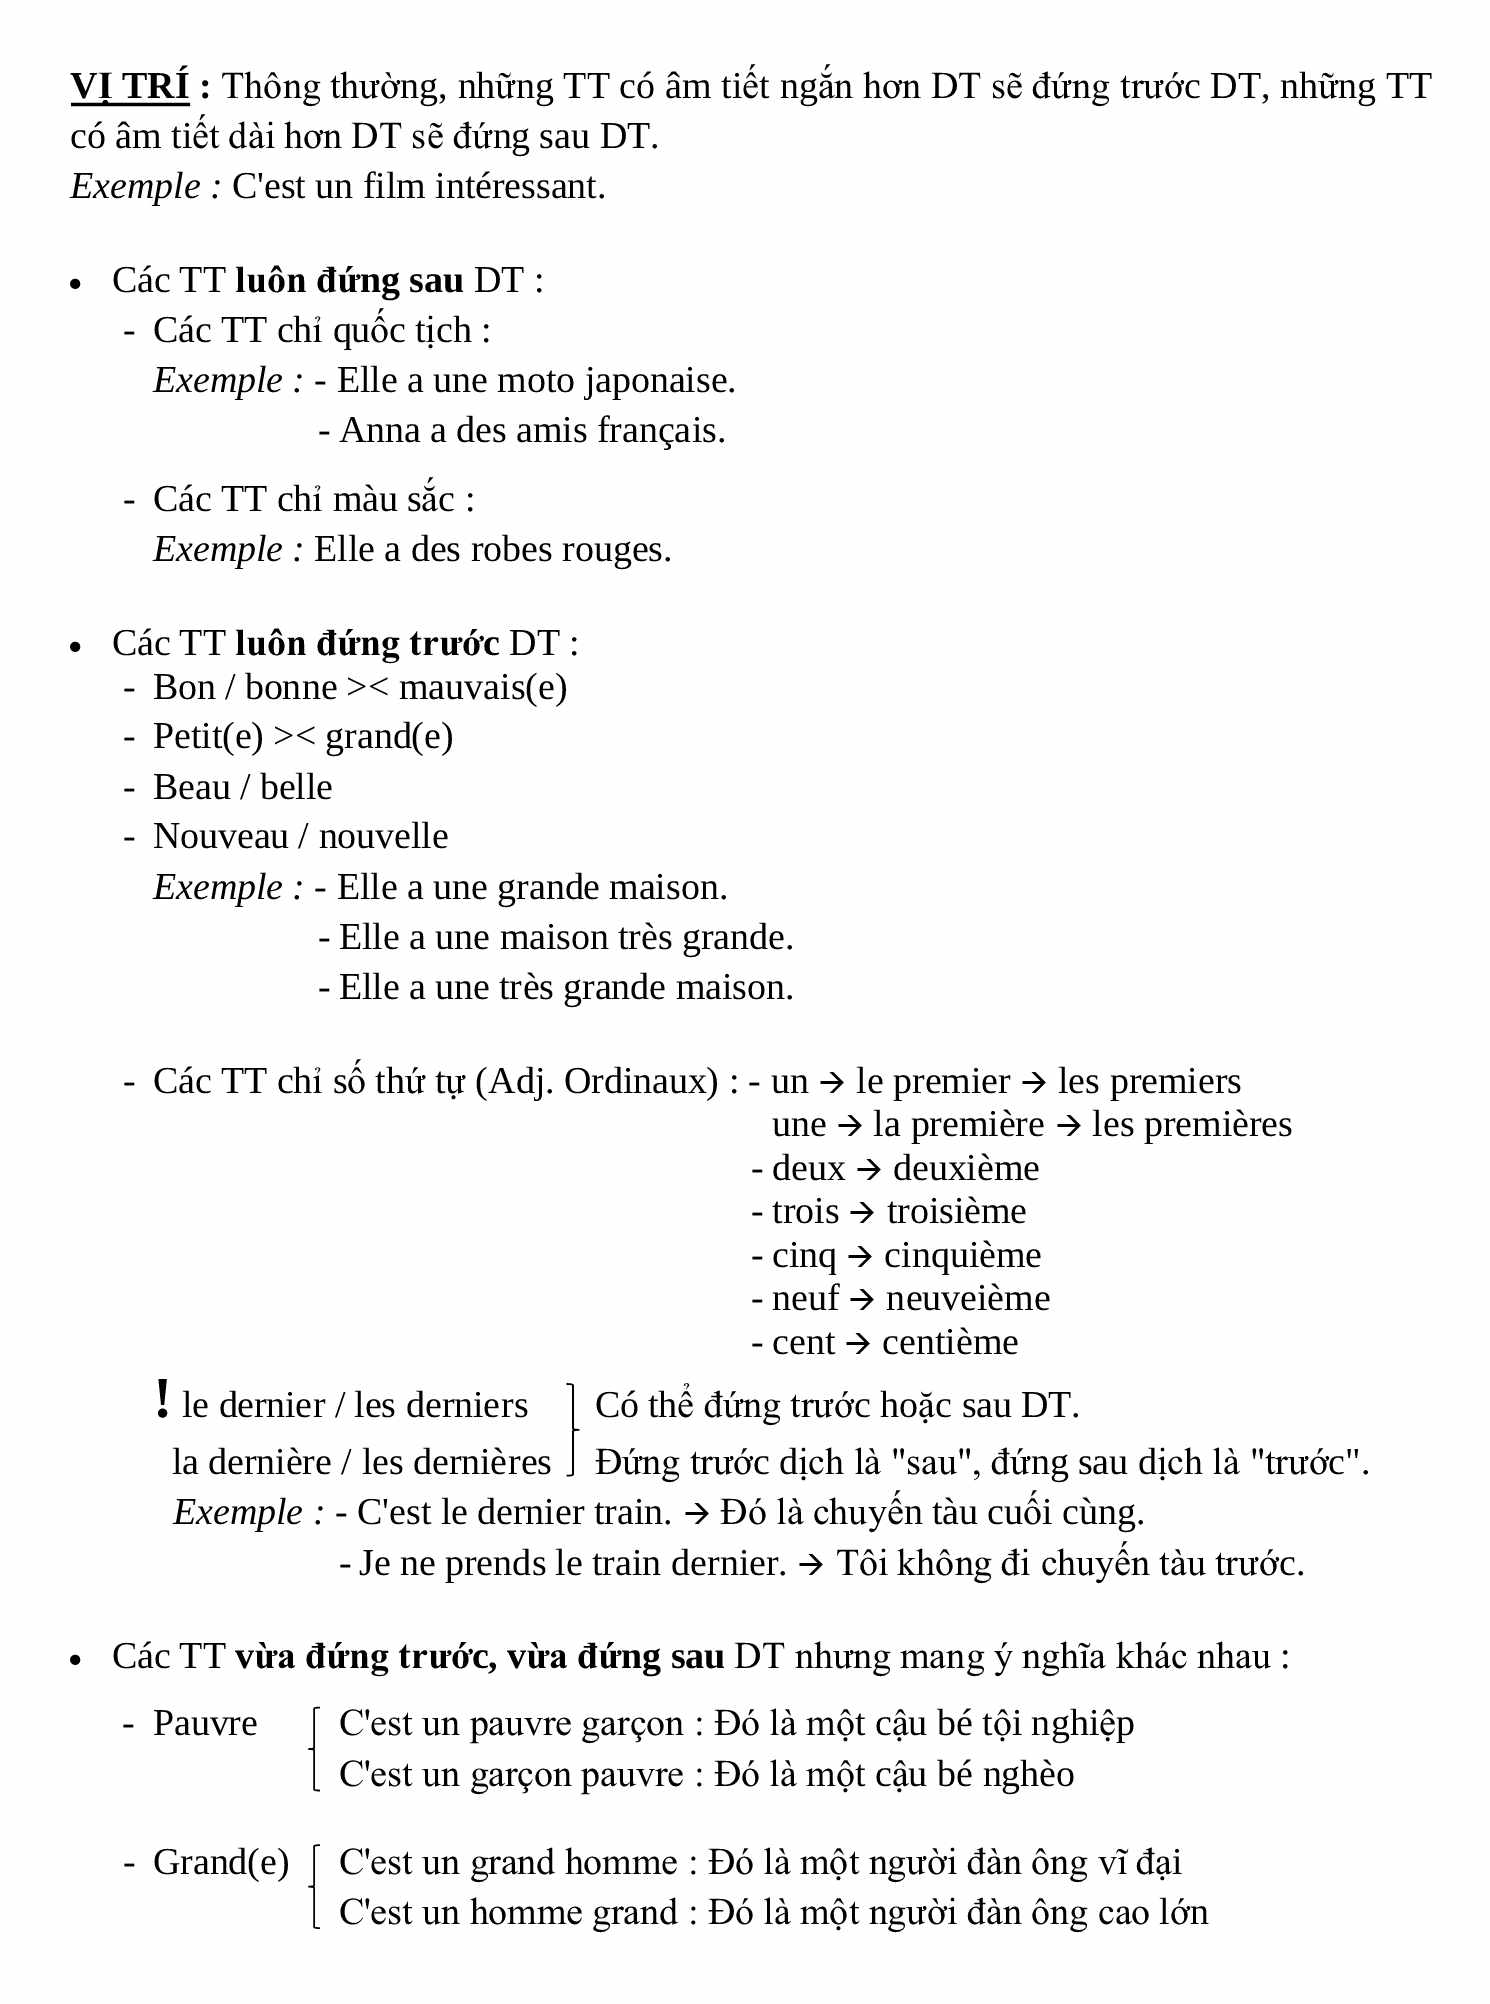 VỊ TRÍ : Thông thường, những TT có âm tiết ngắn hơn DT sẽ đứng trước DT, những TT
có âm tiết dài hơn DT sẽ đứng sau DT.
Exemple : C'est un film intéressant.
• Các TT luôn đứng sau DT :
- Các TT chỉ quốc tịch :
Exemple : - Elle a une moto japonaise.
- Anna a des amis français.
- Các TT chỉ màu sắc :
Exemple : Elle a des robes rouges.
• Các TT luôn đứng trước DT :
- Bon / bonne >< mauvais(e)
- Petit(e) >< grand(e)
- Beau / belle
- Nouveau / nouvelle
Exemple : - Elle a une grande maison.
- Elle a une maison très grande.
- Elle a une très grande maison.
- Các TT chỉ số thứ tự (Adj. Ordinaux) : - un → le premier → les premiers
une → la première → les premières
- deux → deuxième
- trois → troisième
- cinq → cinquième
- neuf → neuveième
- cent → centième
! le dernier / les derniers Có thể đứng trước hoặc sau DT.
la dernière / les dernières Đứng trước dịch là "sau", đứng sau dịch là "trước".
Exemple : - C'est le dernier train. → Đó là chuyến tàu cuối cùng.
- Je ne prends le train dernier. → Tôi không đi chuyến tàu trước.
• Các TT vừa đứng trước, vừa đứng sau DT nhưng mang ý nghĩa khác nhau :
- Pauvre C'est un pauvre garçon : Đó là một cậu bé tội nghiệp
C'est un garçon pauvre : Đó là một cậu bé nghèo
- Grand(e) C'est un grand homme : Đó là một người đàn ông vĩ đại
C'est un homme grand : Đó là một người đàn ông cao lớn